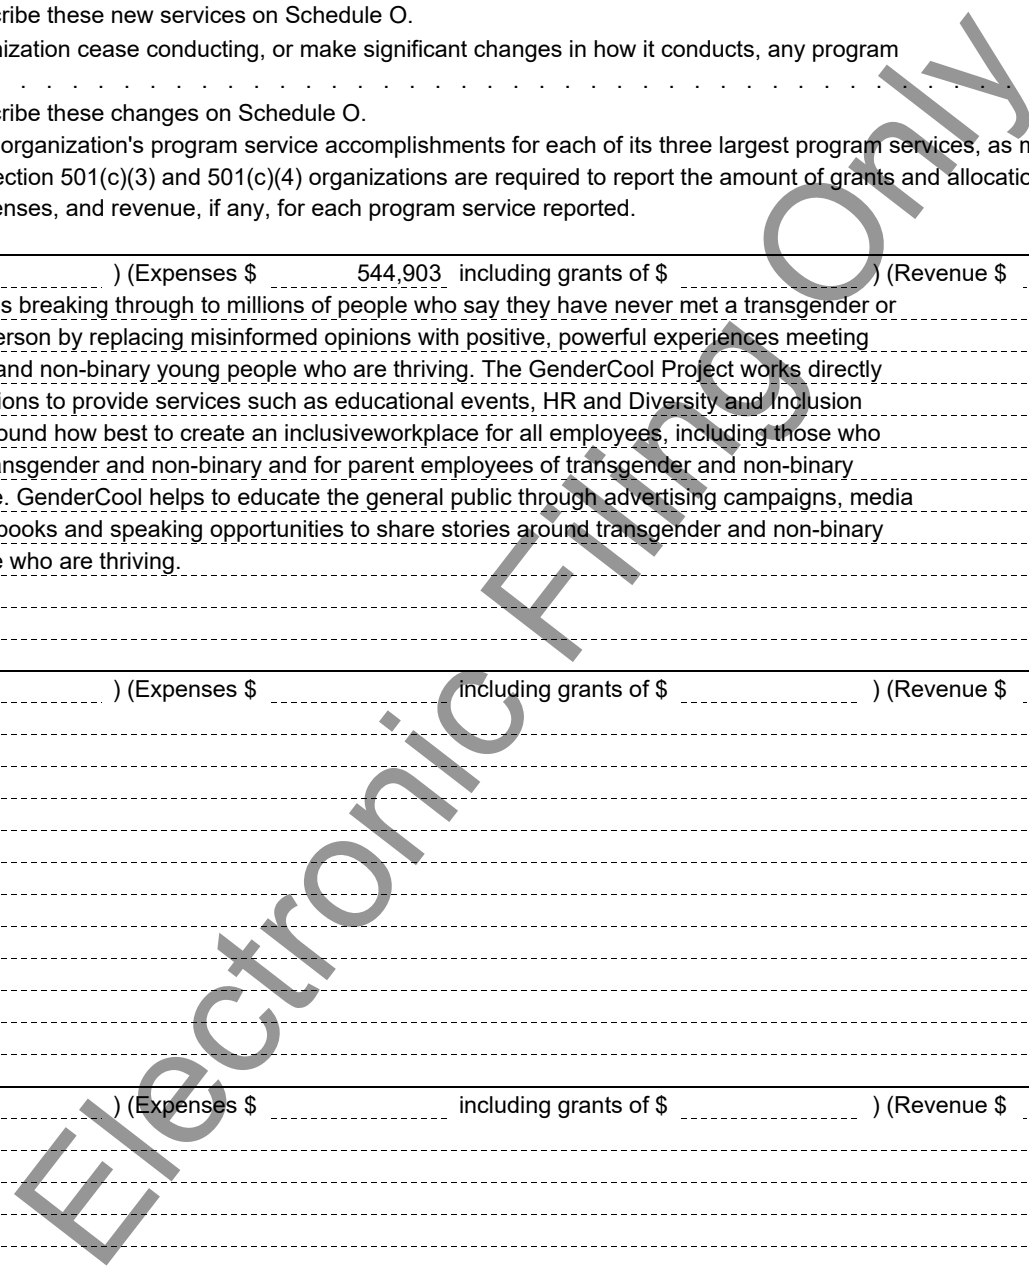 ribe these new services on Schedule O.
nization cease conducting, or make significant changes in how it conducts, any program
. . . . . . . . . . . . . . . . . . . . . . . . . . . . . . . . . . . . . . .
ribe these changes on Schedule O.
organization's program service accomplishments for each of its three largest program services, as m
ection 501(c)(3) and 501(c)(4) organizations are required to report the amount of grants and allocatio
enses, and revenue, if any, for each program service reported.
) (Expenses $ 544,903 including grants of $ ) (Revenue $
s breaking through to millions of people who say they have never met a transgender or
erson by replacing misinformed opinions with positive, powerful experiences meeting
and non-binary young people who are thriving. The GenderCool Project works directly
ions to provide services such as educational events, HR and Diversity and Inclusion
ound how best to create an inclusiveworkplace for all employees, including those who
ansgender and non-binary and for parent employees of transgender and non-binary
e. GenderCool helps to educate the general public through advertising campaigns, media
books and speaking opportunities to share stories around transgender and non-binary
e who are thriving.
) (Expenses $ including grants of $ ) (Revenue $
) (Expenses $ including grants of $ ) (Revenue $
Electronic Filing Only